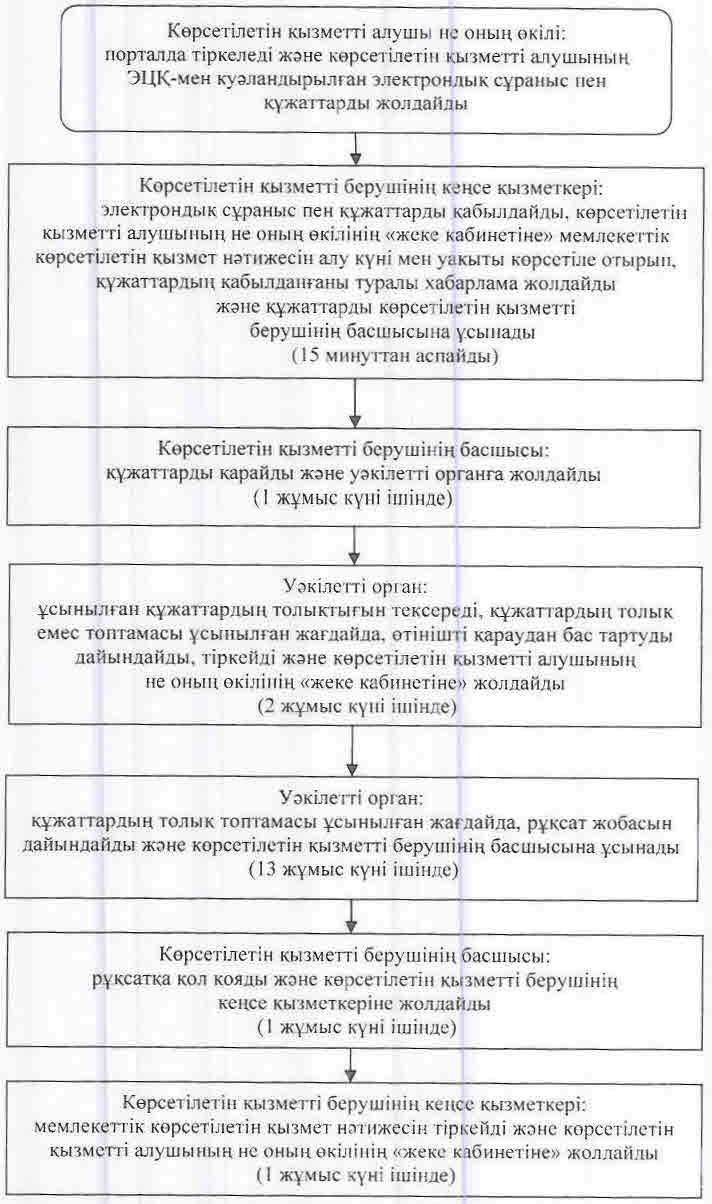 Көрсетілетін қызметті алушы не оның өкілі:
порталда тіркеледі және көрсетілетін қызметті алушының
ЭЦҚ-мен куәландырылған электрондық сұраныс пен
құжаттарды жолдайды
Көрсетілетін қызметті берушінің кеңсе қызметкері:
электрондық сұраныс пен құжаттарды қабылдайды, көрсетілетін
қызметті алушының не оның өкілінің «жеке кабинетіне» мемлекеттік
көрсетілетін қызмет нәтижесін алу күні мен уақыты көрсетіле отырып,
құжаттардың қабылданғаны туралы хабарлама жолдайды
және құжаттарды көрсетілетін қызметті
берушінің басшысына ұсынады
(15 минуттан аспайды)
Көрсетілетін қызметті берушінің басшысы:
құжаттарды қарайды және уәкілетті органға жолдайды
(1 жұмыс күні ішінде)
Уәкілетті орган:
ұсынылған құжаттардың толықтығын тексереді, құжаттардың толық
емес топтамасы ұсынылған жағдайда, өтінішті қараудан бас тартуды
дайындайды, тіркейді және көрсетілетін қызметті алушының
не оның өкілінің «жеке кабинетіне» жолдайды
(2 жұмыс күні ішінде)
Уәкілетті орган:
құжаттардың толық топтамасы ұсынылған жағдайда, рұқсат жобасын
дайындайды және көрсетілетін қызметті берушінің басшысына ұсынады
(13 жұмыс күні ішінде)
Көрсетілетін қызметті берушінің басшысы:
рұқсатқа қол қояды және көрсетілетін қызметті берушінің
кеңсе қызметкеріне жолдайды
(1 жұмыс күні ішінде)
Көрсетілетін қызметті берушінің кеңсе қызметкері:
мемлекеттік көрсетілетін қызмет нәтижесін тіркейді және көрсетілетін
қызметті алушының не оның өкілінің «жеке кабинетіне» жолдайды
(1 жұмыс күні ішінде)